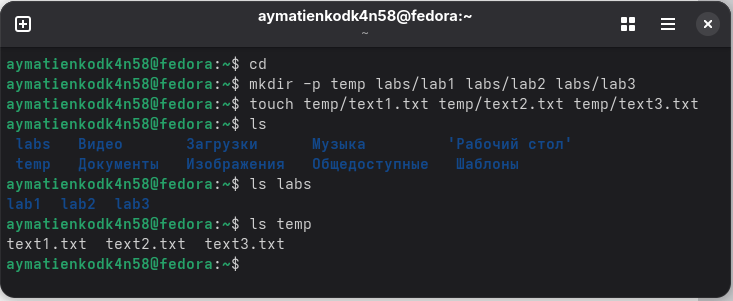 aymatienkodk4n58@fedora:~
~
aymatienkodk4n58@fedora:~$ cd
aymatienkodk4n58@fedora:~$ mkdir -p temp labs/lab1 labs/lab2 labs/lab3
aymatienkodk4n58@fedora:~$ touch temp/text1.txt temp/text2.txt temp/text3.txt
aymatienkodk4n58@fedora:~$ ls
labs   Видео       Загрузки      Музыка         'Рабочий стол'
temp   Документы   Изображения   Общедоступные   Шаблоны
aymatienkodk4n58@fedora:~$ ls labs
lab1  lab2  lab3
aymatienkodk4n58@fedora:~$ ls temp
text1.txt  text2.txt  text3.txt
aymatienkodk4n58@fedora:~$